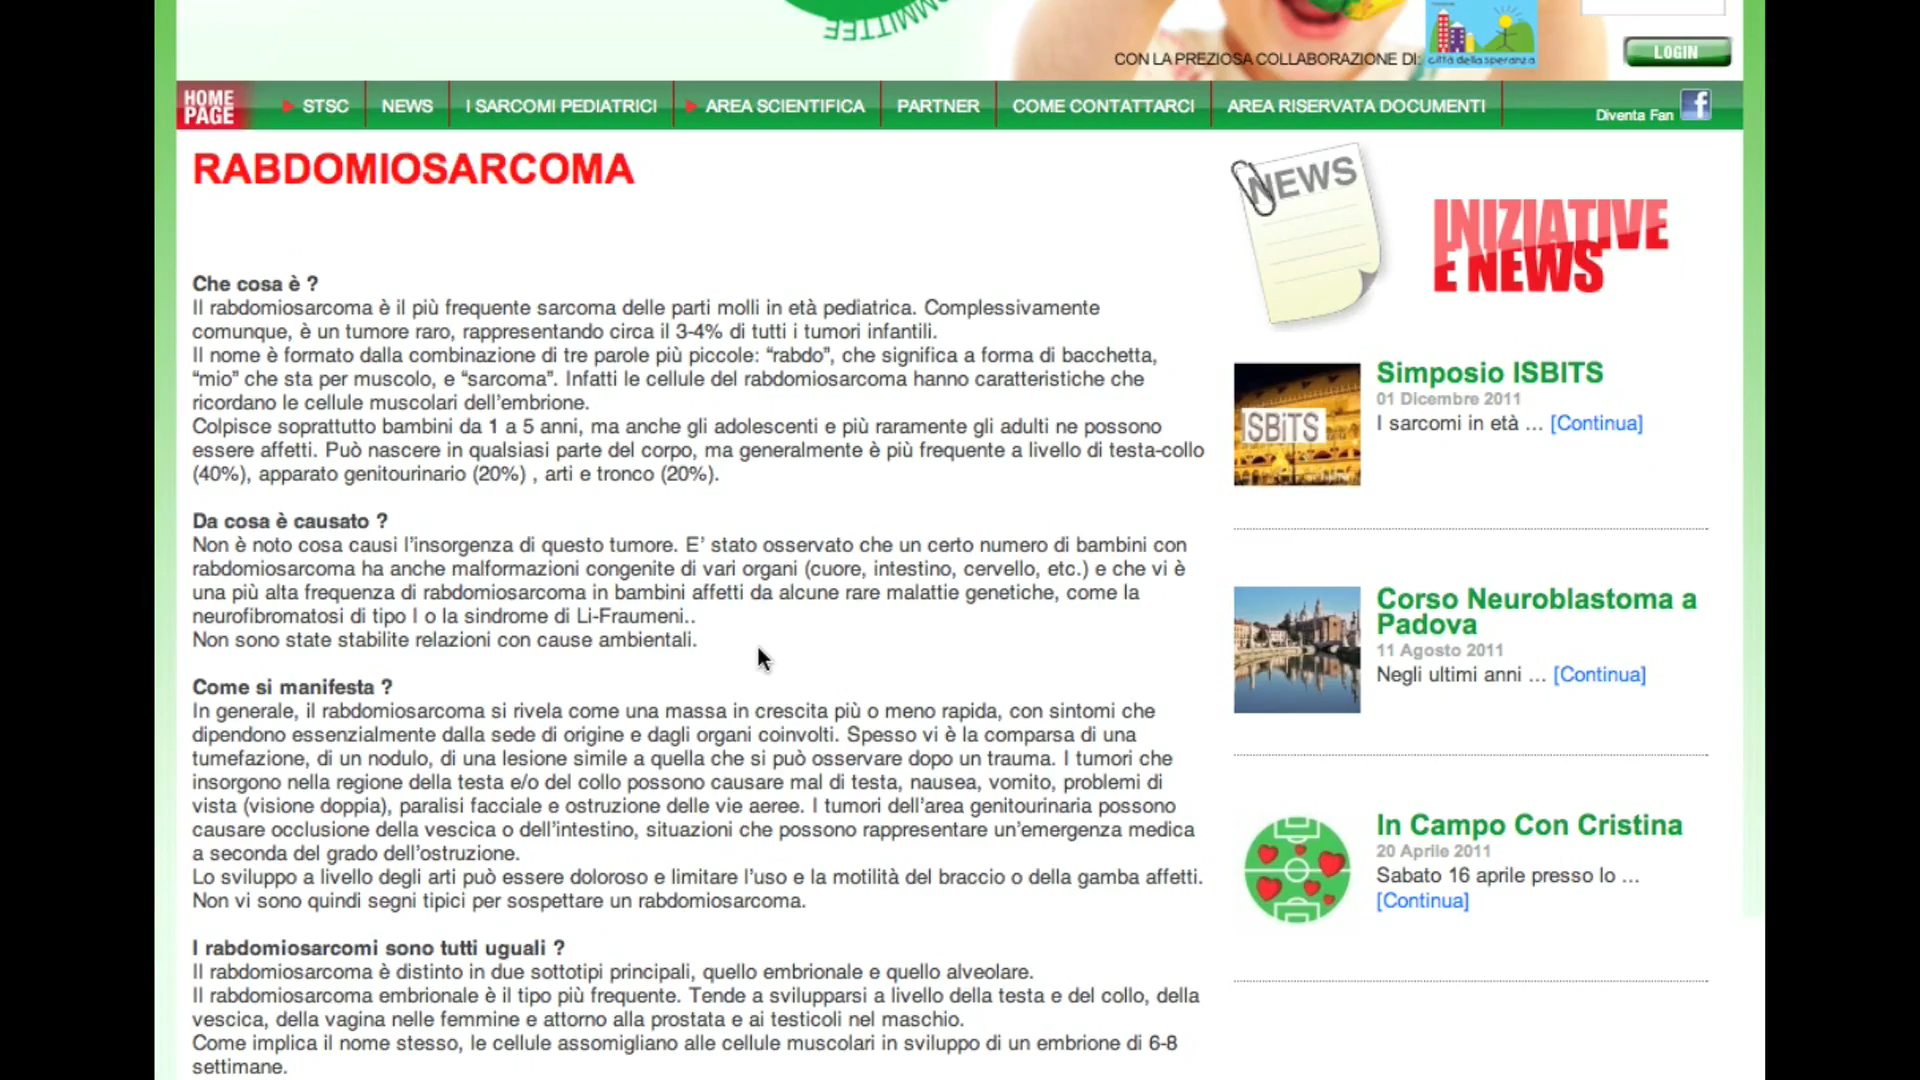 MMITTEE
CON LA PREZIOSA COLLABORAZIONE DI:
città della speranza
LOGIN
HOME PAGE
STSC
NEWS
I SARCOMI PEDIATRICI
AREA SCIENTIFICA
PARTNER
COME CONTATTARCI
AREA RISERVATA DOCUMENTI
Diventa Fan
RABDOMIOSARCOMA
Che cosa è ?
Il rabdomiosarcoma è il più frequente sarcoma delle parti molli in età pediatrica. Complessivamente
comunque, è un tumore raro, rappresentando circa il 3-4% di tutti i tumori infantili.
Il nome è formato dalla combinazione di tre parole più piccole: “rabdo”, che significa a forma di bacchetta,
“mio” che sta per muscolo, e “sarcoma”. Infatti le cellule del rabdomiosarcoma hanno caratteristiche che
ricordano le cellule muscolari dell’embrione.
Colpisce soprattutto bambini da 1 a 5 anni, ma anche gli adolescenti e più raramente gli adulti ne possono
essere affetti. Può nascere in qualsiasi parte del corpo, ma generalmente è più frequente a livello di testa-collo
(40%), apparato genitourinario (20%) , arti e tronco (20%).
Da cosa è causato ?
Non è noto cosa causi l’insorgenza di questo tumore. E’ stato osservato che un certo numero di bambini con
rabdomiosarcoma ha anche malformazioni congenite di vari organi (cuore, intestino, cervello, etc.) e che vi è
una più alta frequenza di rabdomiosarcoma in bambini affetti da alcune rare malattie genetiche, come la
neurofibromatosi di tipo I o la sindrome di Li-Fraumeni..
Non sono state stabilite relazioni con cause ambientali.
Come si manifesta ?
In generale, il rabdomiosarcoma si rivela come una massa in crescita più o meno rapida, con sintomi che
dipendono essenzialmente dalla sede di origine e dagli organi coinvolti. Spesso vi è la comparsa di una
tumefazione, di un nodulo, di una lesione simile a quella che si può osservare dopo un trauma. I tumori che
insorgono nella regione della testa e/o del collo possono causare mal di testa, nausea, vomito, problemi di
vista (visione doppia), paralisi facciale e ostruzione delle vie aeree. I tumori dell’area genitourinaria possono
causare occlusione della vescica o dell’intestino, situazioni che possono rappresentare un’emergenza medica
a seconda del grado dell’ostruzione.
Lo sviluppo a livello degli arti può essere doloroso e limitare l’uso e la motilità del braccio o della gamba affetti.
Non vi sono quindi segni tipici per sospettare un rabdomiosarcoma.
I rabdomiosarcomi sono tutti uguali ?
Il rabdomiosarcoma è distinto in due sottotipi principali, quello embrionale e quello alveolare.
Il rabdomiosarcoma embrionale è il tipo più frequente. Tende a svilupparsi a livello della testa e del collo, della
vescica, della vagina nelle femmine e attorno alla prostata e ai testicoli nel maschio.
Come implica il nome stesso, le cellule assomigliano alle cellule muscolari in sviluppo di un embrione di 6-8
settimane.
NEWS
INIZIATIVE
E NEWS
ISBiTS
Simposio ISBITS
01 Dicembre 2011
I sarcomi in età ... [Continua]
Corso Neuroblastoma a
Padova
11 Agosto 2011
Negli ultimi anni ... [Continua]
In Campo Con Cristina
20 Aprile 2011
Sabato 16 aprile presso lo ...
[Continua]